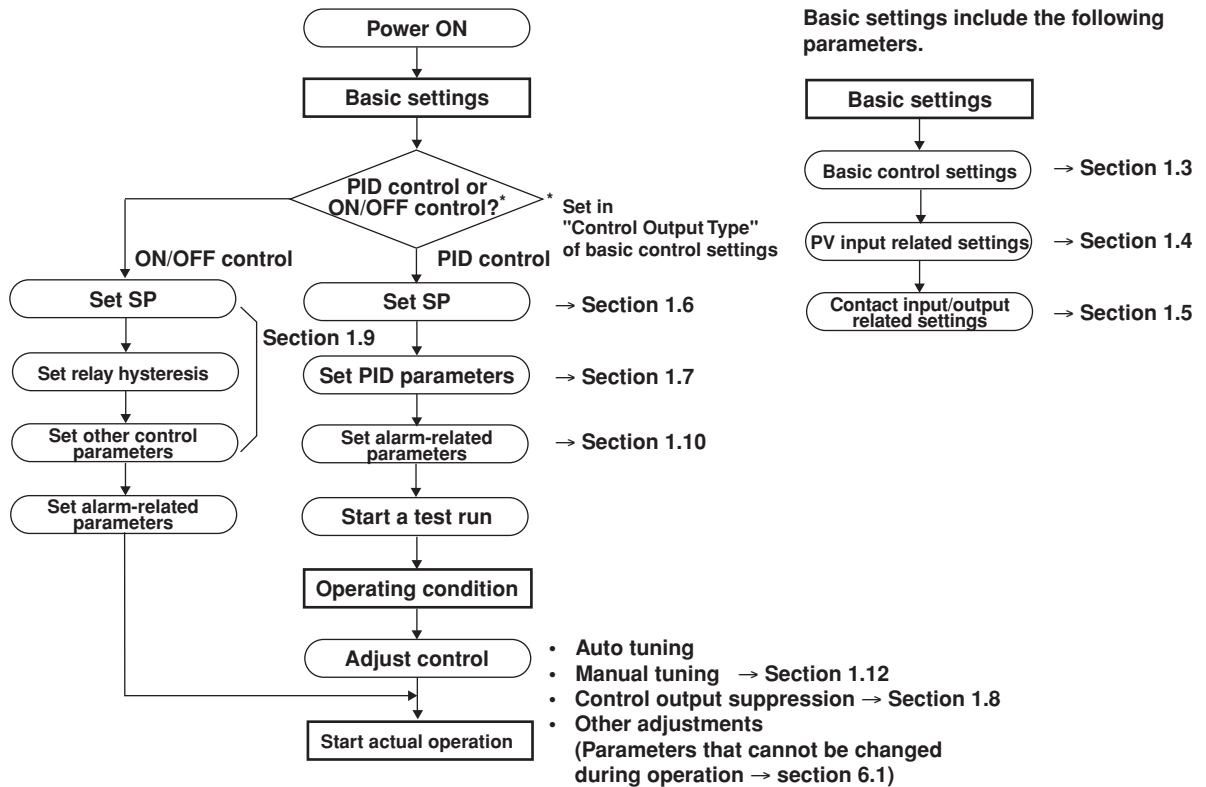 Power ON
Basic settings
PID control or
ON/OFF control?*
* Set in
"Control Output Type"
of basic control settings
ON/OFF control
PID control
Set SP
Set relay hysteresis
Set other control
parameters
Section 1.9
Set alarm-related
parameters
Set SP
→ Section 1.6
Set PID parameters
→ Section 1.7
Set alarm-related
parameters
→ Section 1.10
Start a test run
Operating condition
Adjust control
• Auto tuning
• Manual tuning → Section 1.12
• Control output suppression → Section 1.8
• Other adjustments
(Parameters that cannot be changed
during operation → section 6.1)
Start actual operation
Basic settings include the following
parameters.
Basic settings
Basic control settings
→ Section 1.3
PV input related settings
→ Section 1.4
Contact input/output
related settings
→ Section 1.5